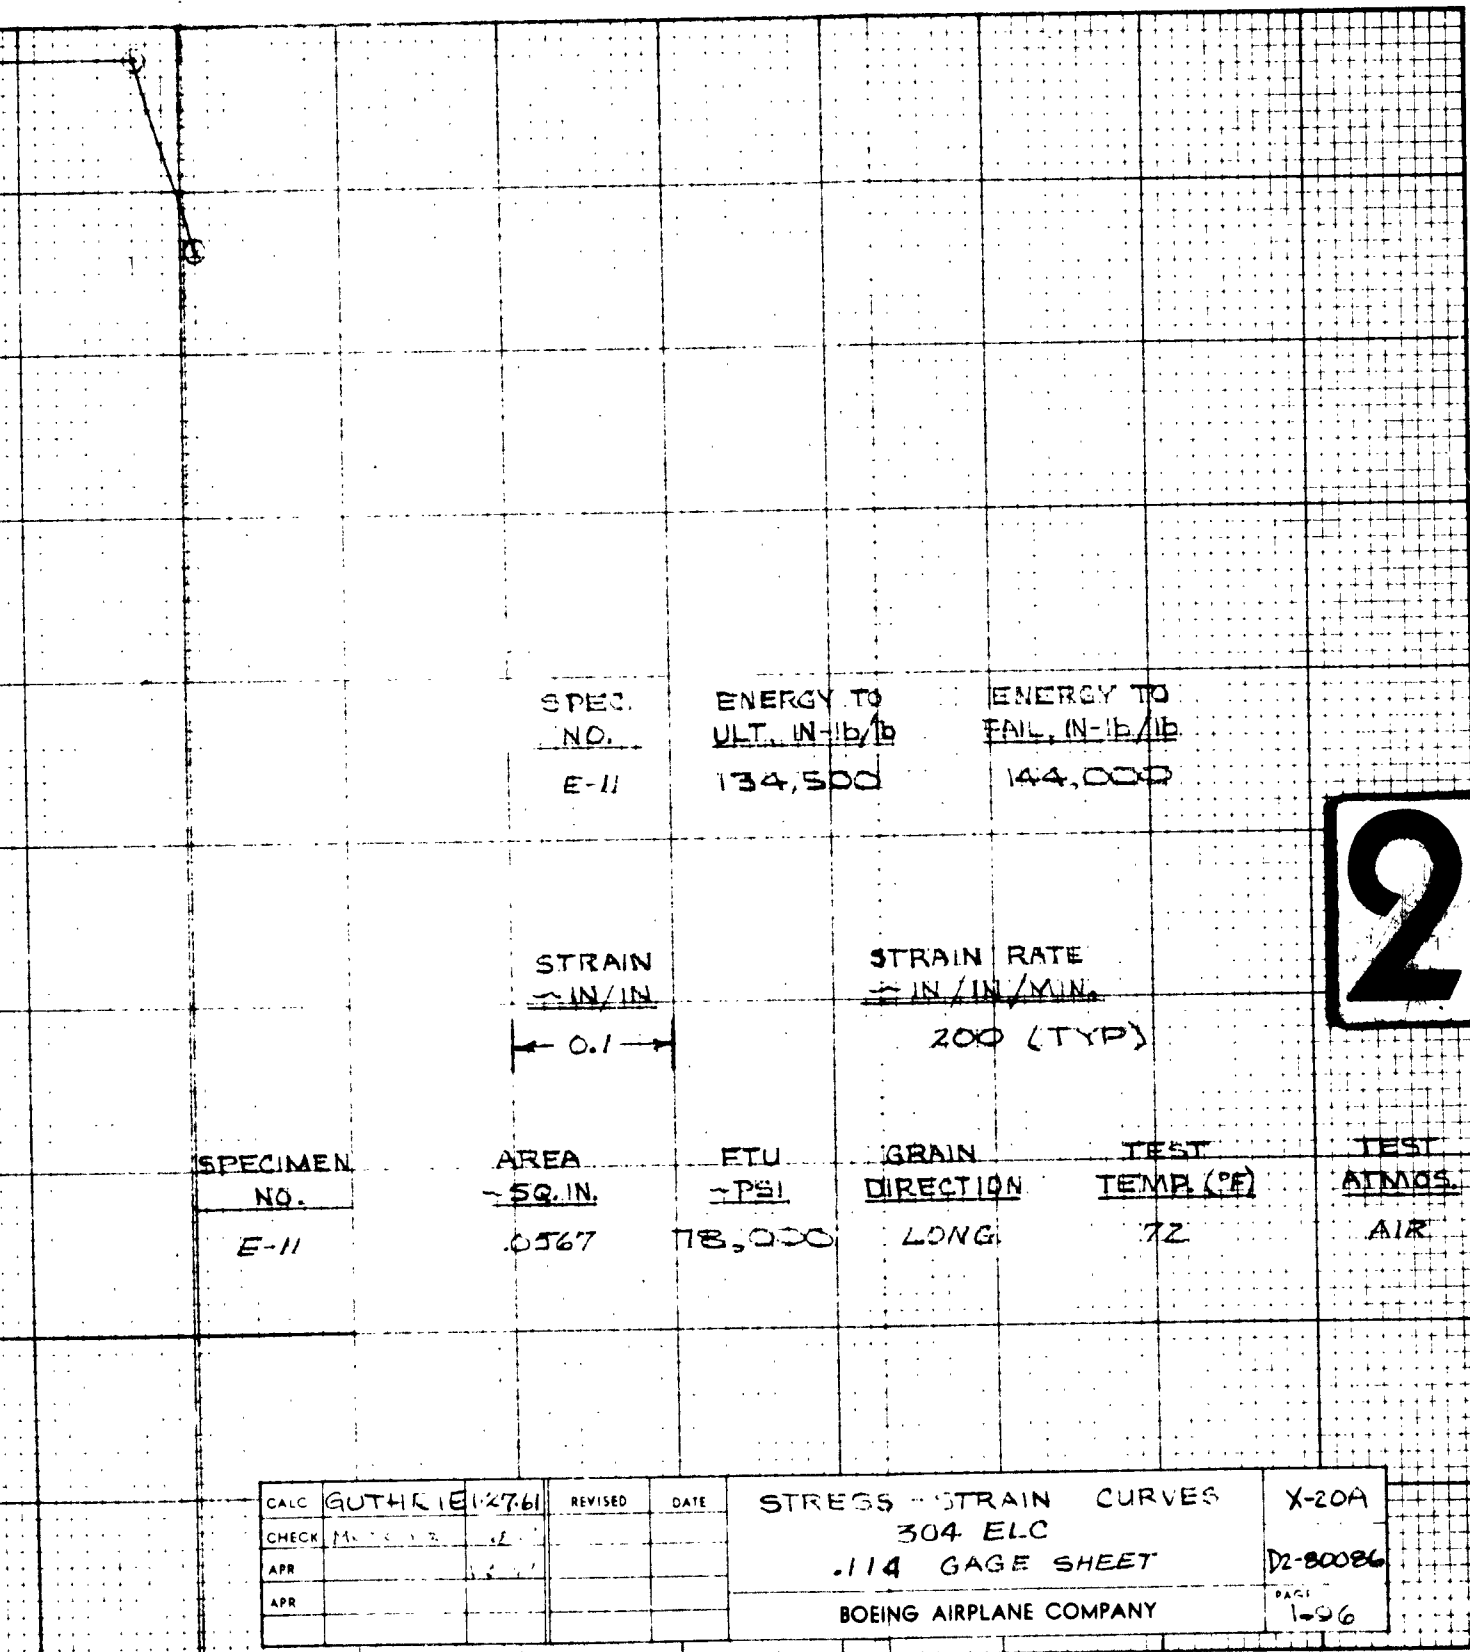 SPEC. ENERGY TO ENERGY TO
NO. ULT. IN-lb/lb FAIL, IN-lb/lb
E-11 134,500 144,000
2
STRAIN STRAIN RATE
~ IN/IN ~ IN/IN/MIN.
0.1 200 (TYP)
SPECIMEN AREA FTU GRAIN TEST TEST
NO. ~SQ.IN. ~PSI DIRECTION TEMP. (°F) ATMOS.
E-11 .0567 78,000 LONG. 72 AIR
CALC GUTHRIE 1-27-61 REVISED DATE STRESS - STRAIN CURVES X-20A
CHECK 304 ELC
APR .114 GAGE SHEET D2-80086
APR BOEING AIRPLANE COMPANY PAGE
1-96